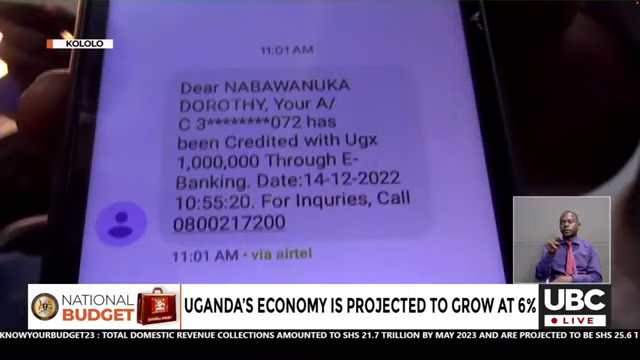 KOLOLO
11:01 AM
Dear NABAWANUKA
DOROTHY, Your A/
C 3********072 has
been Credited with Ugx
1,000,000 Through E-
Banking. Date:14-12-2022
10:55:20. For Inquries, Call
0800217200
11:01 AM • via airtel
NATIONAL
BUDGET
UGANDA'S ECONOMY IS PROJECTED TO GROW AT 6%
UBC
LIVE
KNOWYOURBUDGET23 : TOTAL DOMESTIC REVENUE COLLECTIONS AMOUNTED TO SHS 21.7 TRILLION BY MAY 2023 AND ARE PROJECTED TO BE SHS 25.6